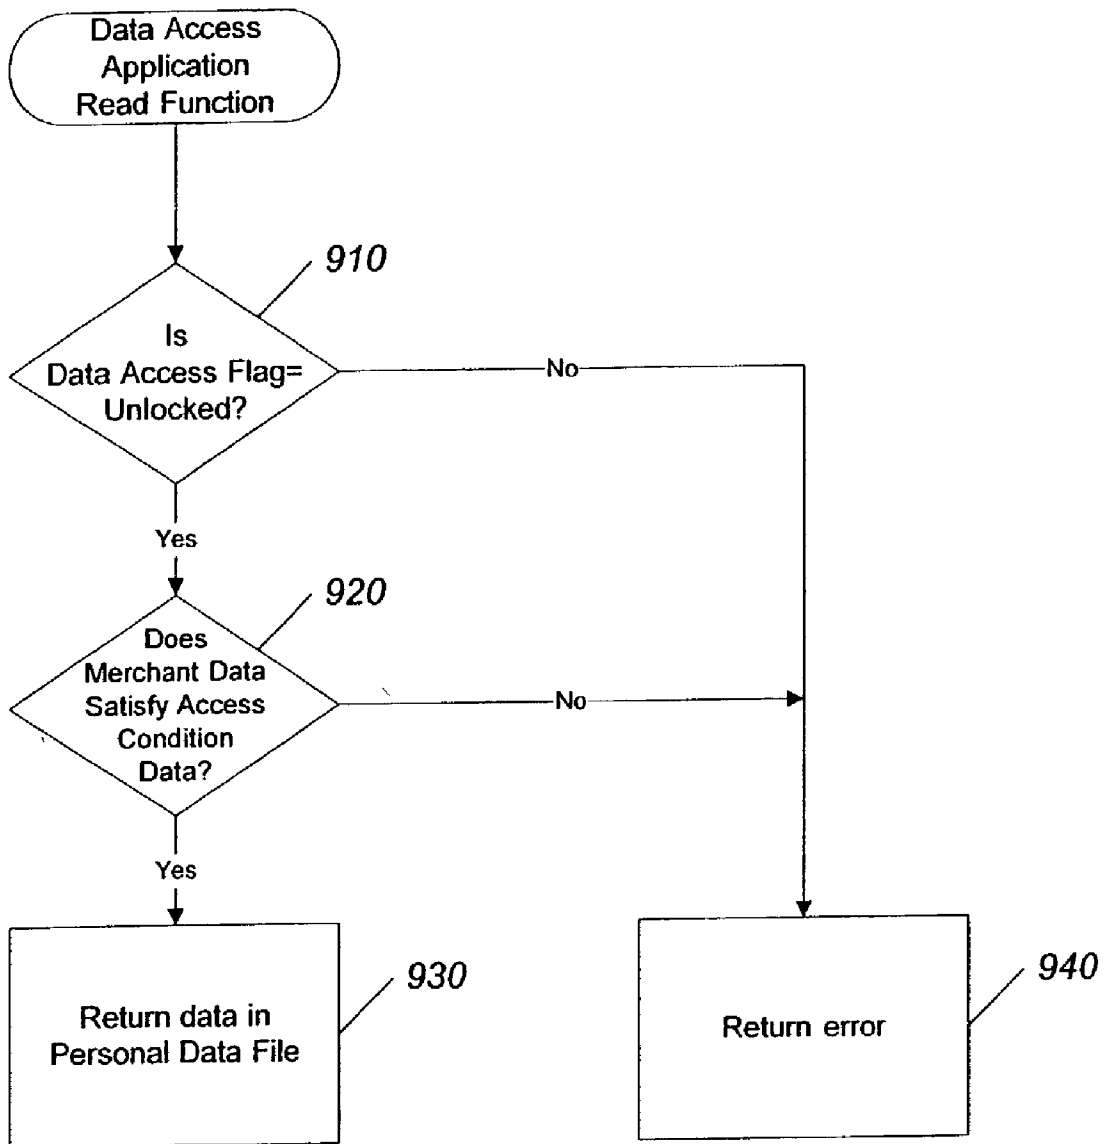 Data Access
Application
Read Function
910
Is
Data Access Flag=
Unlocked?
No
Yes
920
Does
Merchant Data
Satisfy Access
Condition
Data?
No
Yes
930
Return data in
Personal Data File
940
Return error